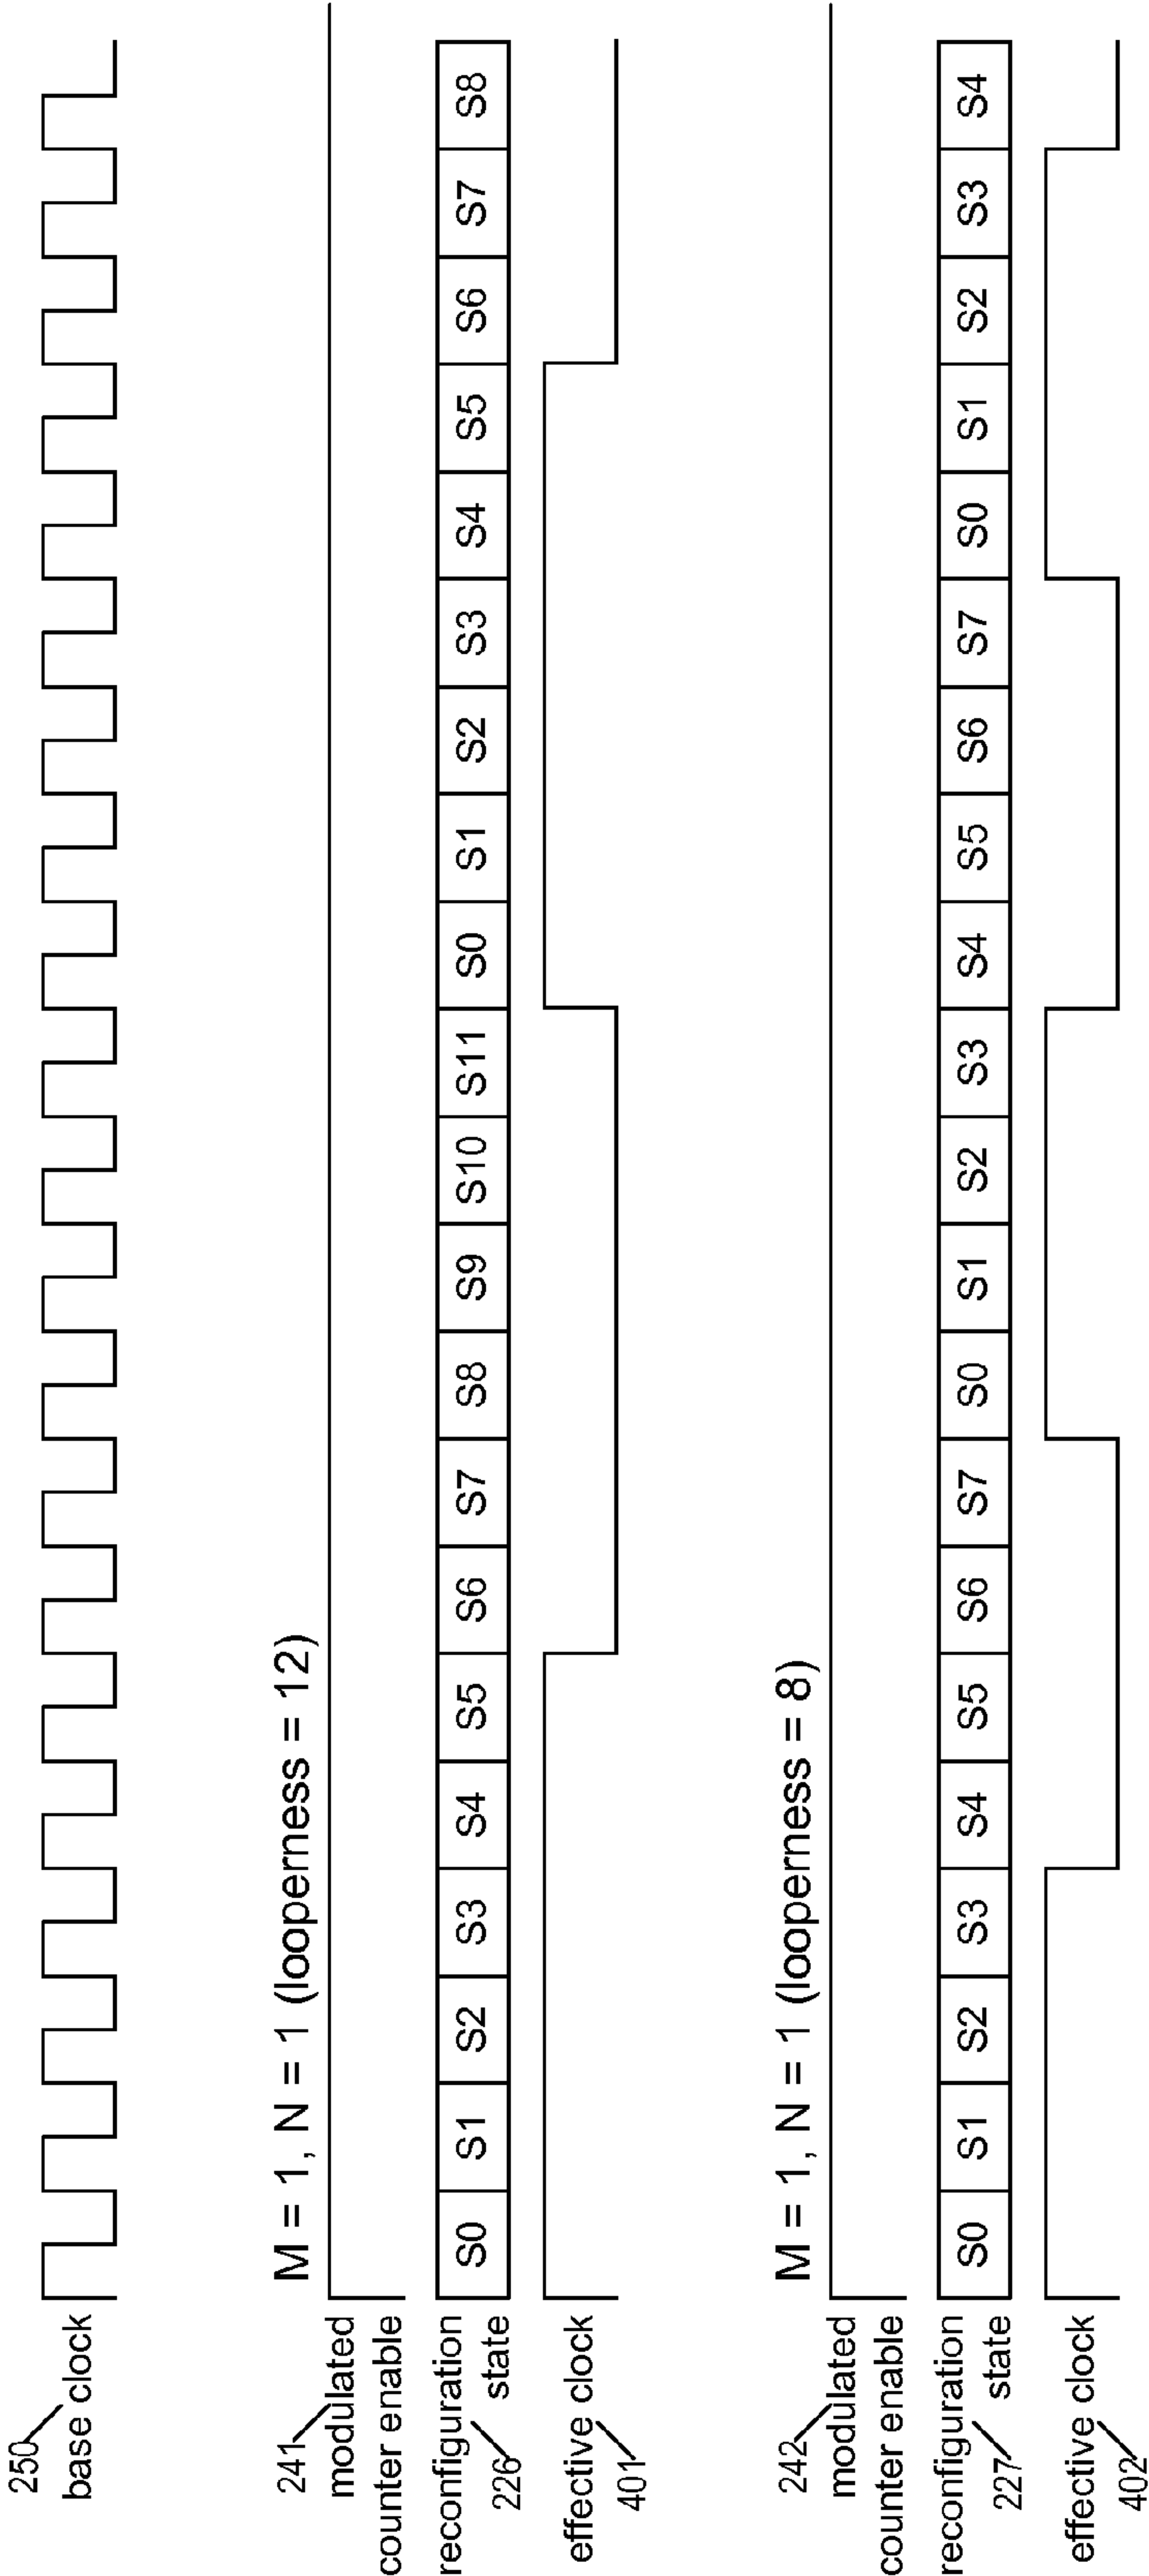 250
base clock
M = 1, N = 1 (looperness = 12)
241
modulated
counter enable
reconfiguration
state
226
S0 S1 S2 S3 S4 S5 S6 S7 S8 S9 S10 S11 S0 S1 S2 S3 S4 S5 S6 S7 S8
effective clock
401
M = 1, N = 1 (looperness = 8)
242
modulated
counter enable
reconfiguration
state
227
S0 S1 S2 S3 S4 S5 S6 S7 S0 S1 S2 S3 S4 S5 S6 S7 S0 S1 S2 S3 S4
effective clock
402